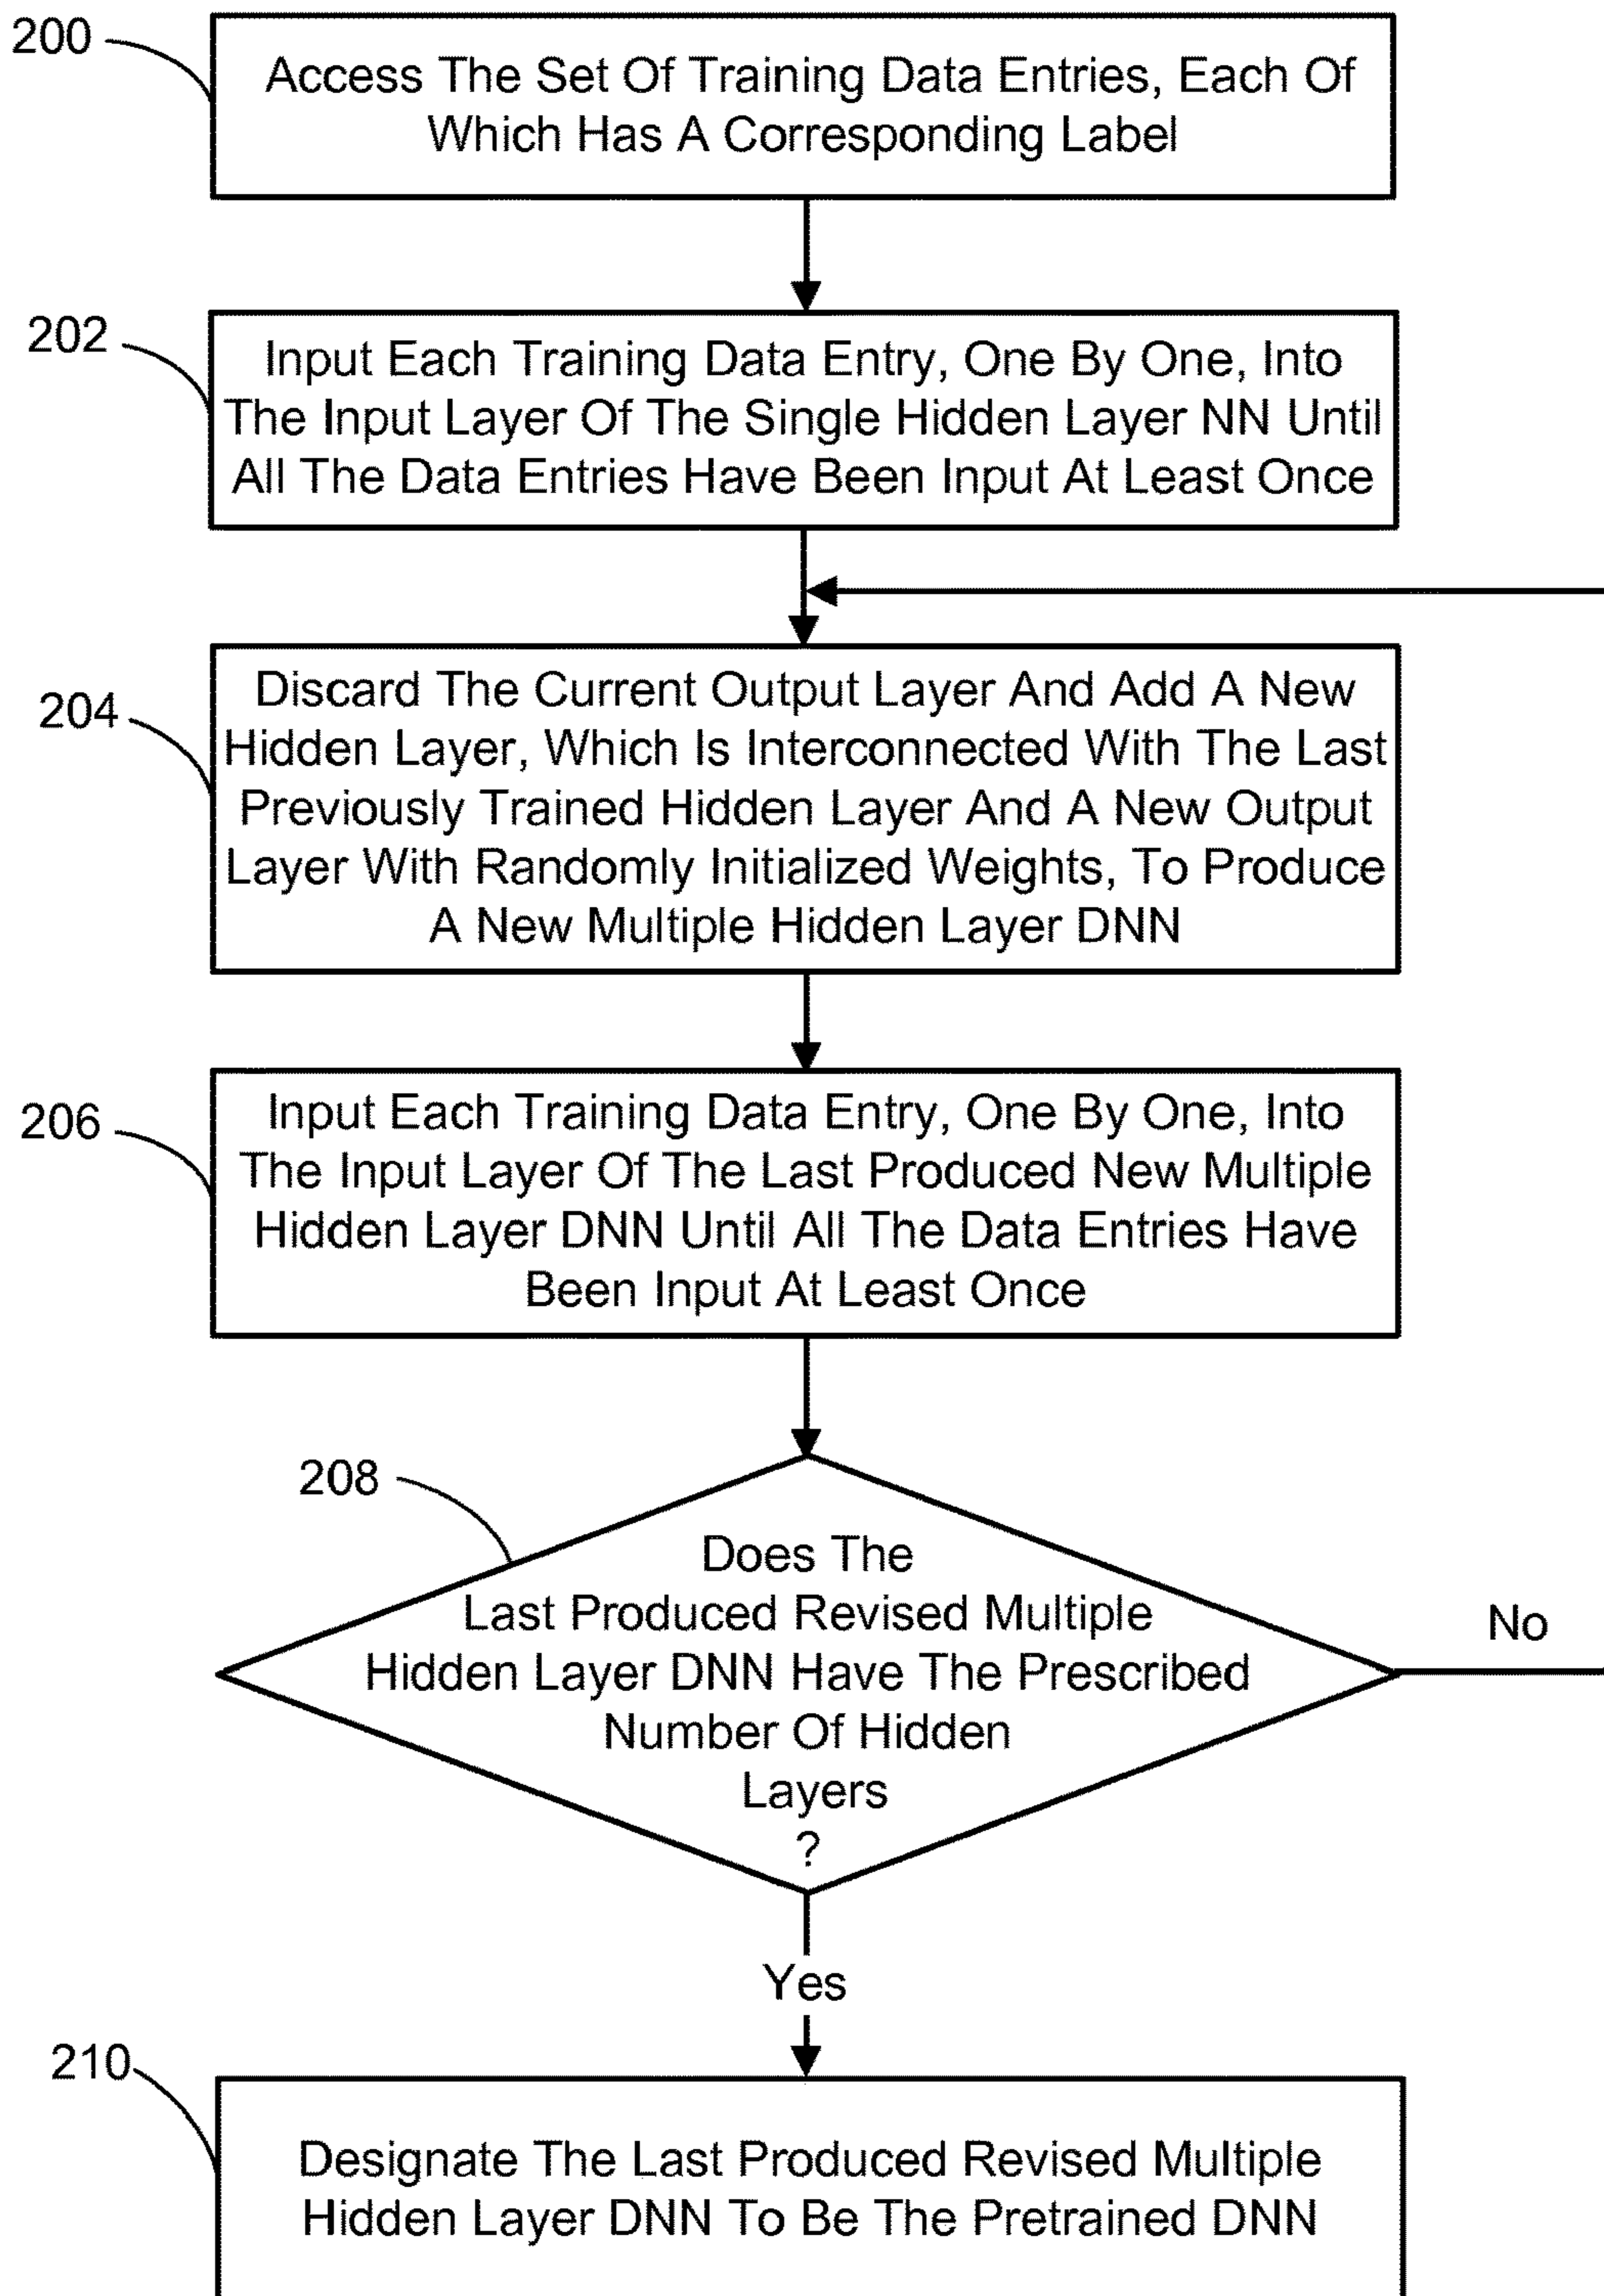 200
Access The Set Of Training Data Entries, Each Of
Which Has A Corresponding Label
202
Input Each Training Data Entry, One By One, Into
The Input Layer Of The Single Hidden Layer NN Until
All The Data Entries Have Been Input At Least Once
204
Discard The Current Output Layer And Add A New
Hidden Layer, Which Is Interconnected With The Last
Previously Trained Hidden Layer And A New Output
Layer With Randomly Initialized Weights, To Produce
A New Multiple Hidden Layer DNN
206
Input Each Training Data Entry, One By One, Into
The Input Layer Of The Last Produced New Multiple
Hidden Layer DNN Until All The Data Entries Have
Been Input At Least Once
208
Does The
Last Produced Revised Multiple
Hidden Layer DNN Have The Prescribed
Number Of Hidden
Layers
?
No
Yes
210
Designate The Last Produced Revised Multiple
Hidden Layer DNN To Be The Pretrained DNN